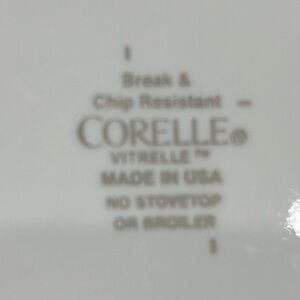 Break &
Chip Resistant
CORELLE®
VITRELLE™
MADE IN USA
NO STOVETOP
OR BROILER